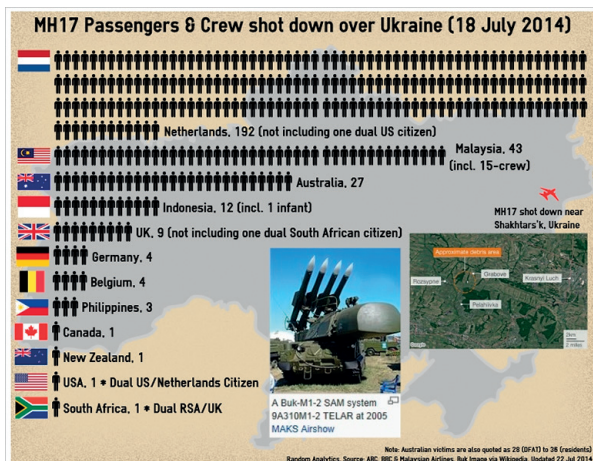 MH17 Passengers & Crew shot down over Ukraine (18 July 2014)
Netherlands, 192 (not including one dual US citizen)
Malaysia, 43
(incl. 15-crew)
Australia, 27
Indonesia, 12 (incl. 1 infant)
MH17 shot down near
Shakhtars'k, Ukraine
UK, 9 (not including one dual South African citizen)
Germany, 4
Belgium, 4
Philippines, 3
Canada, 1
New Zealand, 1
USA, 1 * Dual US/Netherlands Citizen
South Africa, 1 * Dual RSA/UK
Approximate debris area
Rozsypne
Grabove
Krasnyi Luch
Petrivka
2km
2 miles
Google
A Buk-M1-2 SAM system
9A310M1-2 TELAR at 2005
MAKS Airshow
Note: Australian victims are also quoted as 28 (DFAT) to 36 (residents)
Random Analytics. Source: ABC, BBC & Malaysian Airlines. Buk Image via Wikipedia. Updated 22-Jul 2014